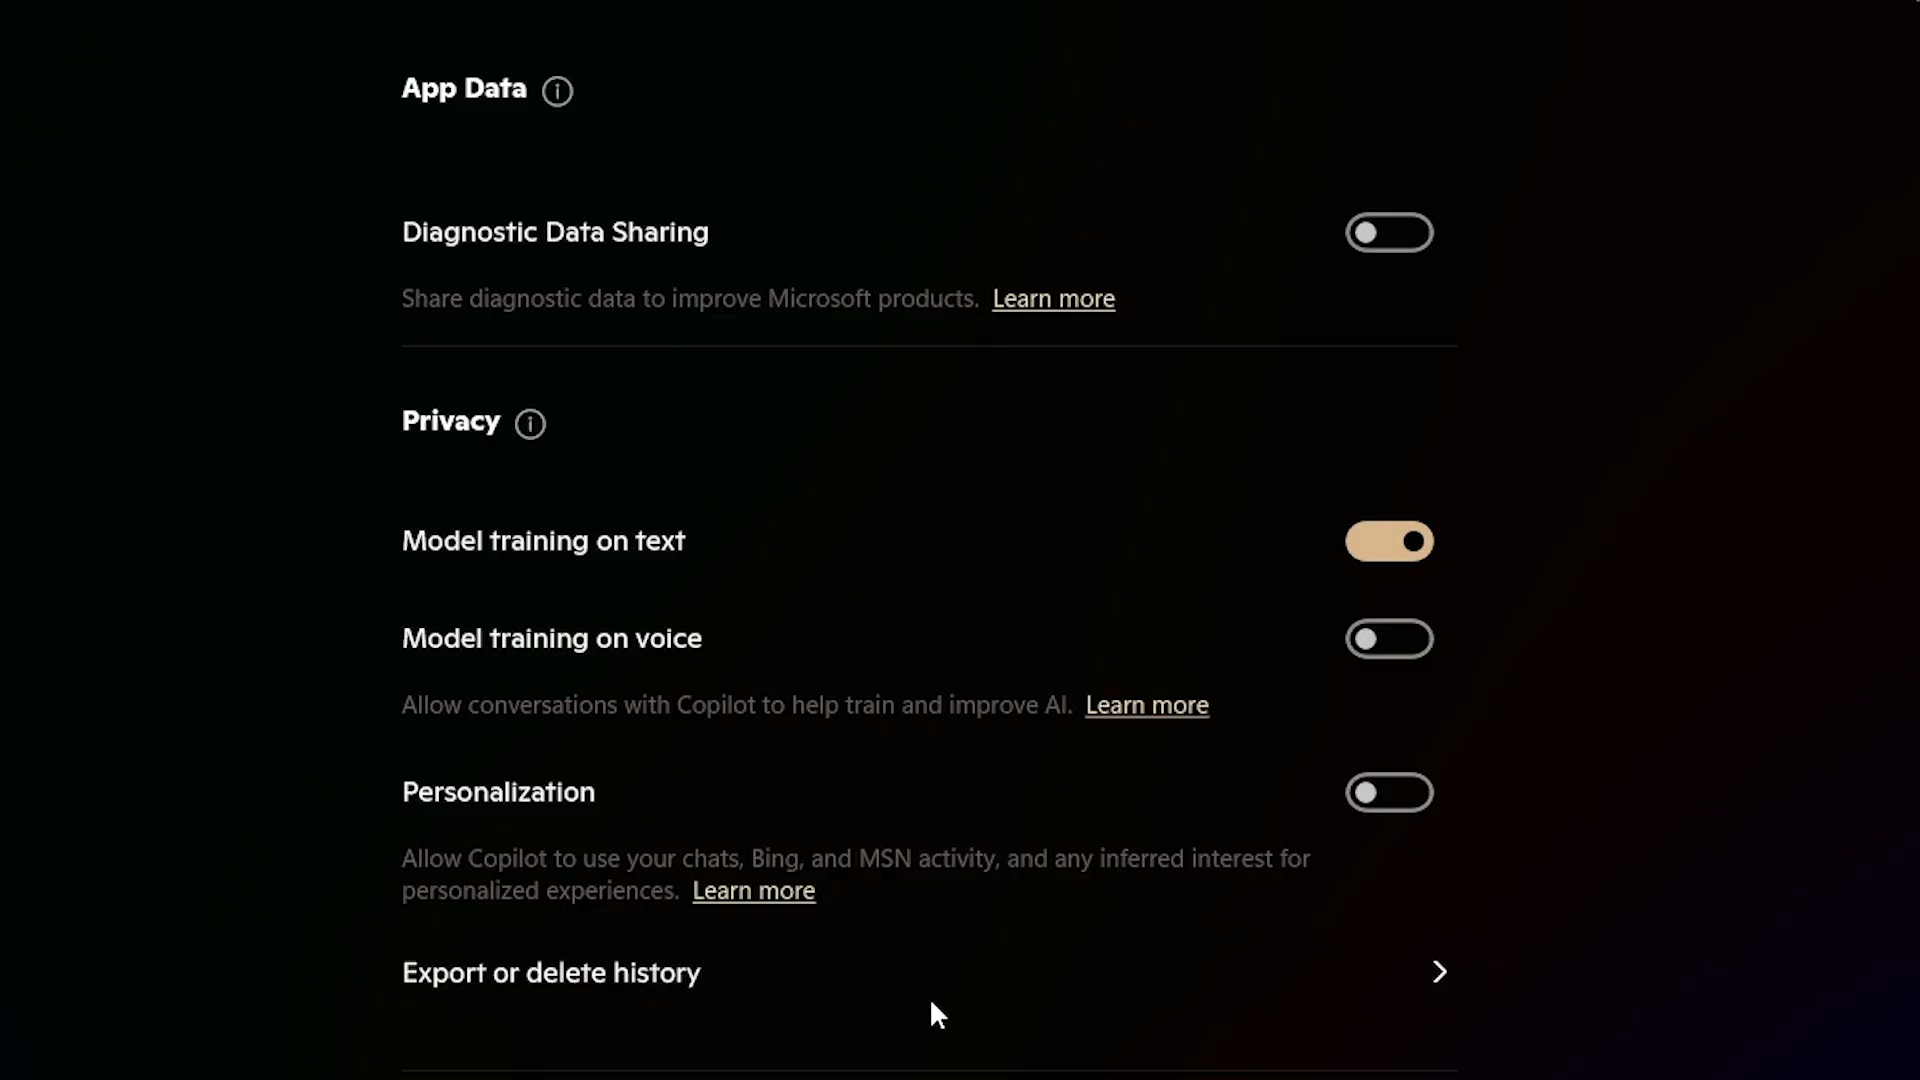 App Data
Diagnostic Data Sharing
Share diagnostic data to improve Microsoft products. Learn more
Privacy
Model training on text
Model training on voice
Allow conversations with Copilot to help train and improve AI. Learn more
Personalization
Allow Copilot to use your chats, Bing, and MSN activity, and any inferred interest for
personalized experiences. Learn more
Export or delete history